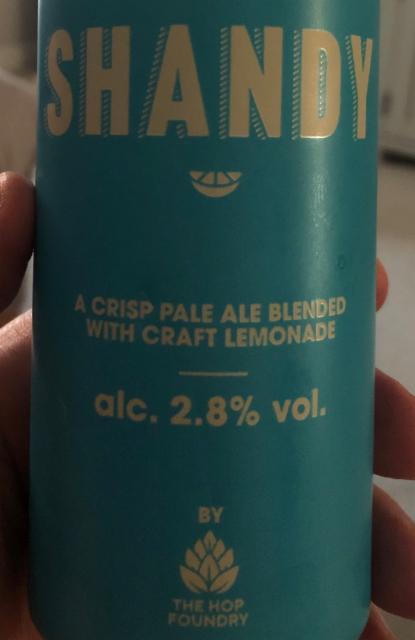 SHANDY
A CRISP PALE ALE BLENDED
WITH CRAFT LEMONADE
alc. 2.8% vol.
BY
THE HOP
FOUNDRY